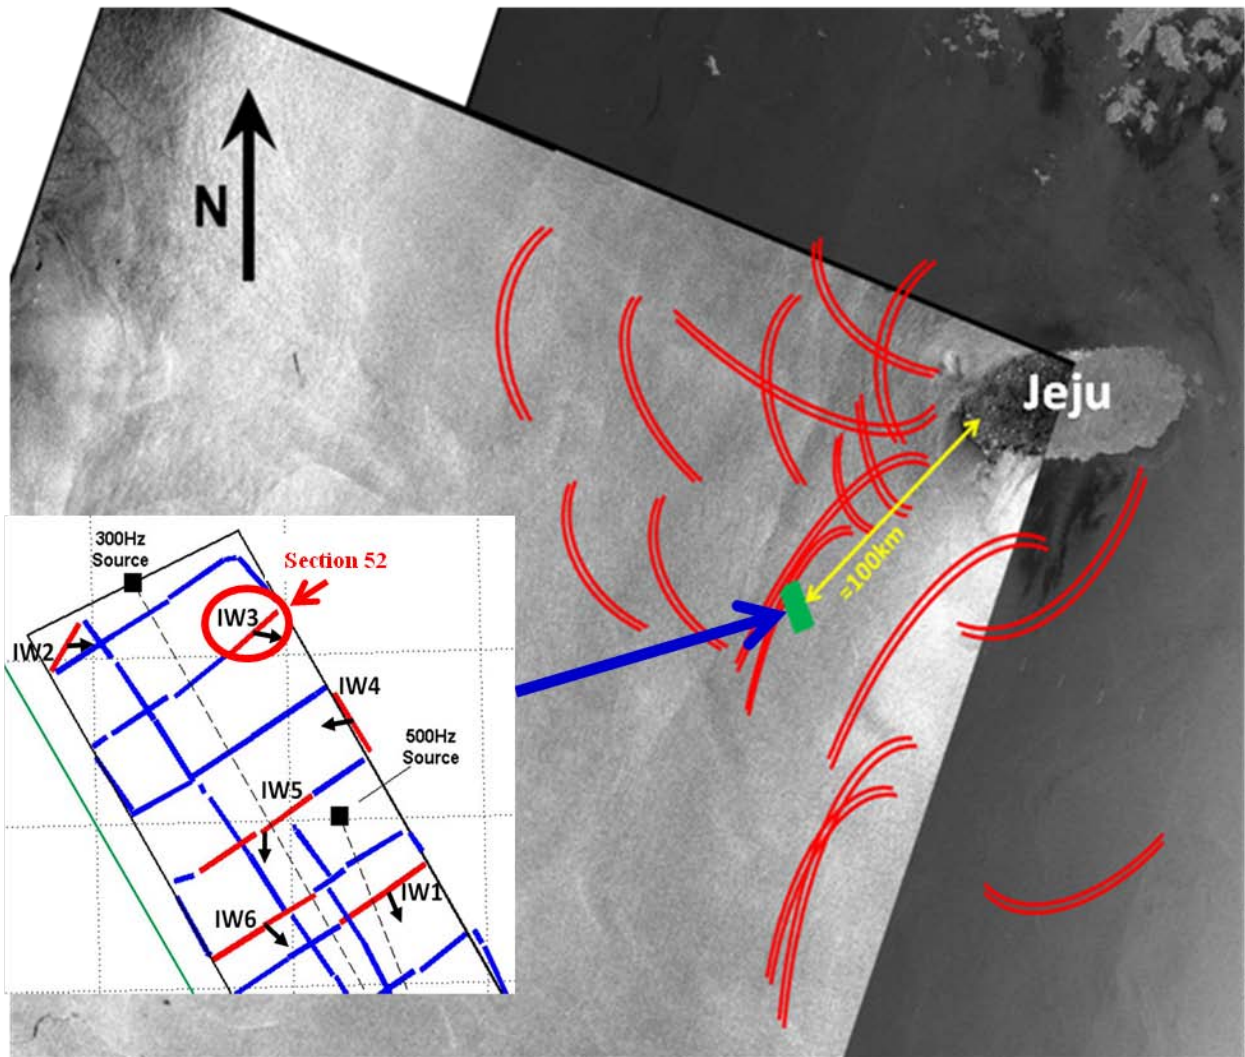 N
Jeju
≈100km
300Hz
Source
Section 52
IW3
IW2
IW4
500Hz
Source
IW5
IW1
IW6